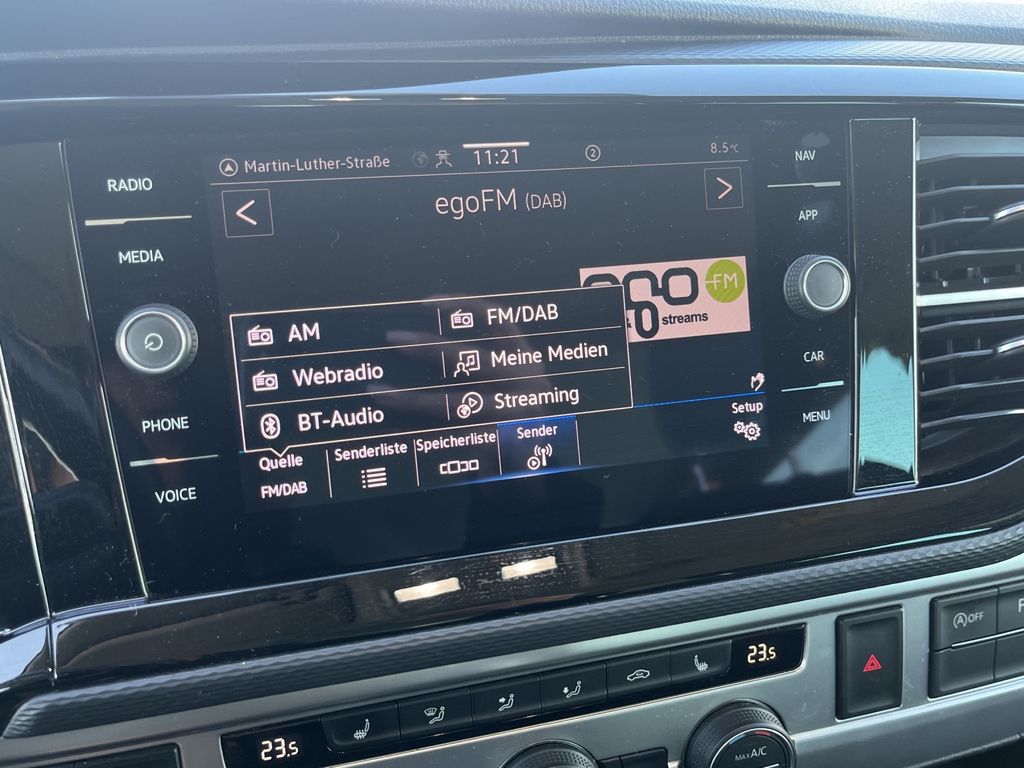 RADIO
MEDIA
PHONE
VOICE
Martin-Luther-Straße
11:21
2
8.5°C
egoFM (DAB)
FM
streams
AM
FM/DAB
Webradio
Meine Medien
BT-Audio
Streaming
Quelle
FM/DAB
Senderliste
Speicherliste
Sender
Setup
NAV
APP
CAR
MENU
23.5
23.5
A OFF
MAX A/C